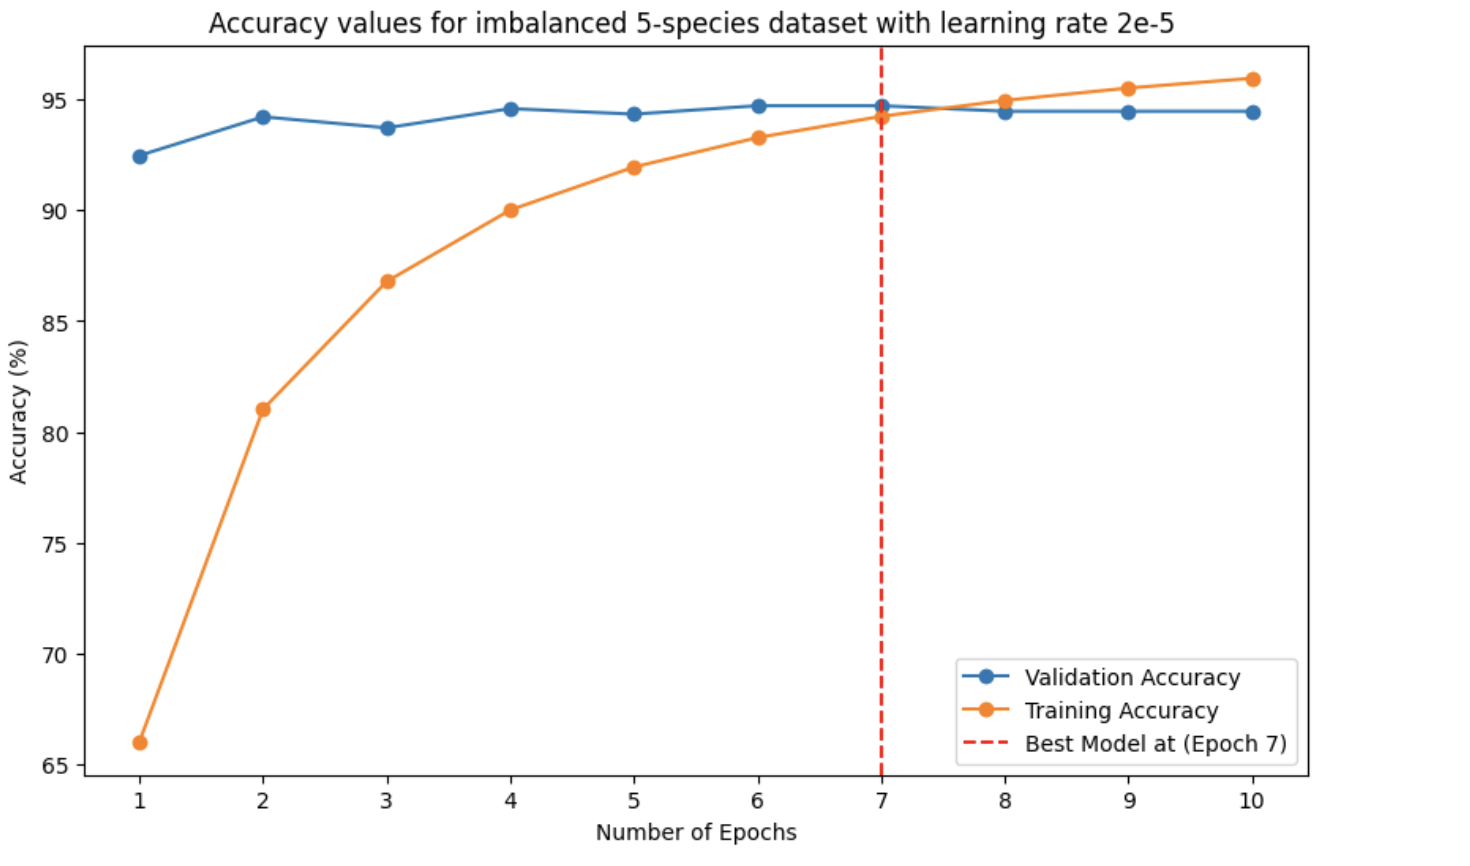 Accuracy values for imbalanced 5-species dataset with learning rate 2e-5
Accuracy (%)
95
90
85
80
75
70
65
1 2 3 4 5 6 7 8 9 10
Number of Epochs
Validation Accuracy
Training Accuracy
Best Model at (Epoch 7)